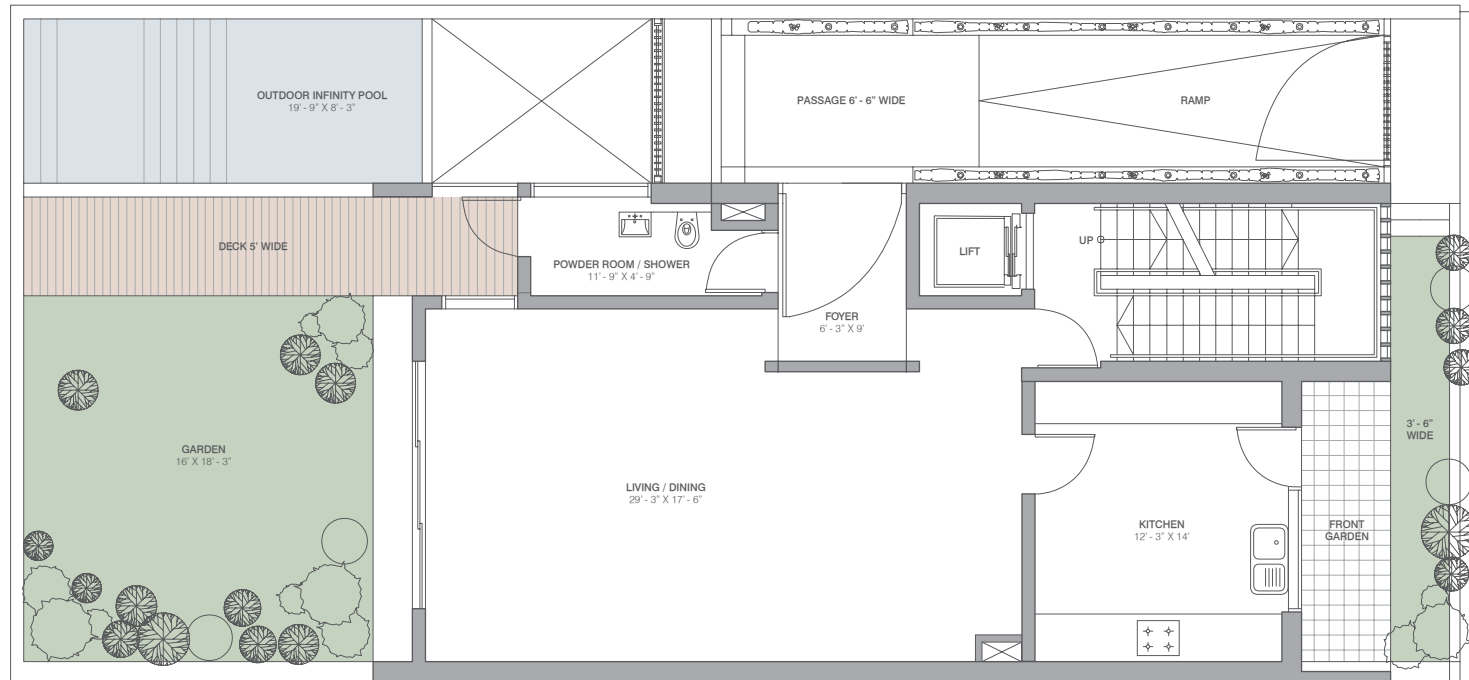 OUTDOOR INFINITY POOL
19' - 9" X 8' - 3"
PASSAGE 6' - 6" WIDE
RAMP
DECK 5' WIDE
POWDER ROOM / SHOWER
11' - 9" X 4' - 9"
LIFT
UP
FOYER
6' - 3" X 9'
GARDEN
16' X 18' - 3"
LIVING / DINING
29' - 3" X 17' - 6"
KITCHEN
12' - 3" X 14'
FRONT
GARDEN
3' - 6"
WIDE